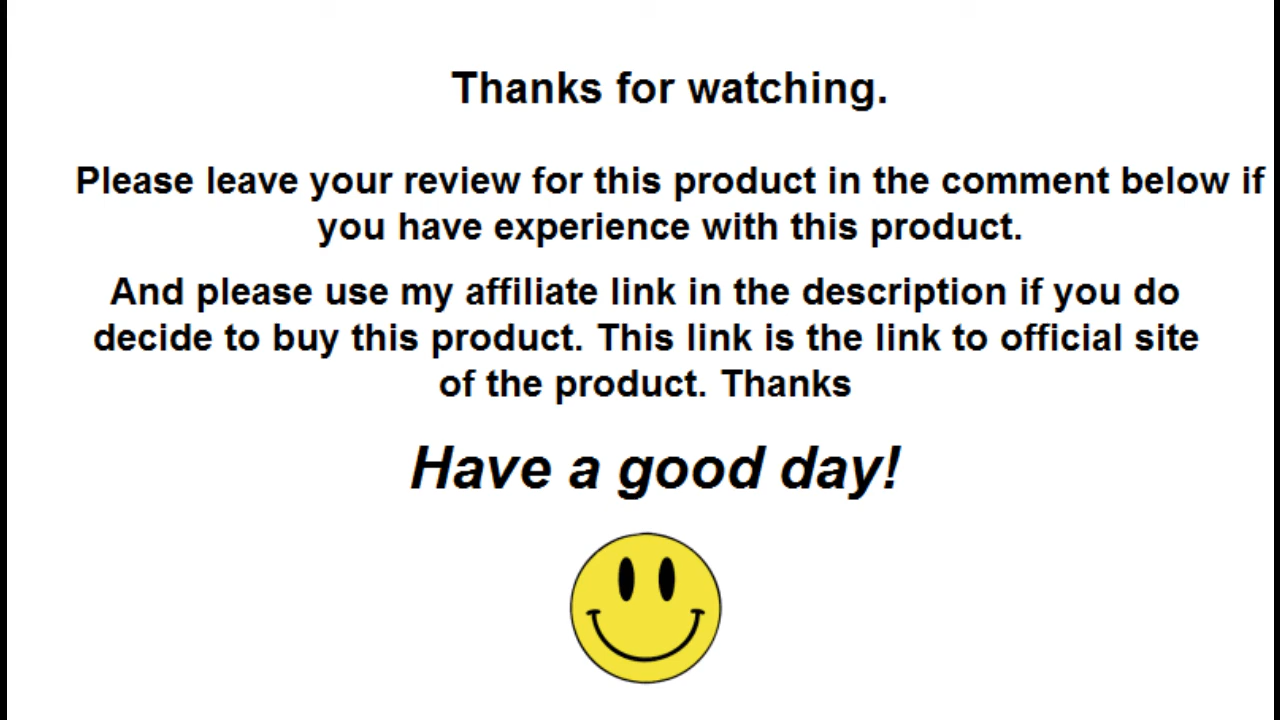 Thanks for watching.
Please leave your review for this product in the comment below if
you have experience with this product.
And please use my affiliate link in the description if you do
decide to buy this product. This link is the link to official site
of the product. Thanks
Have a good day!